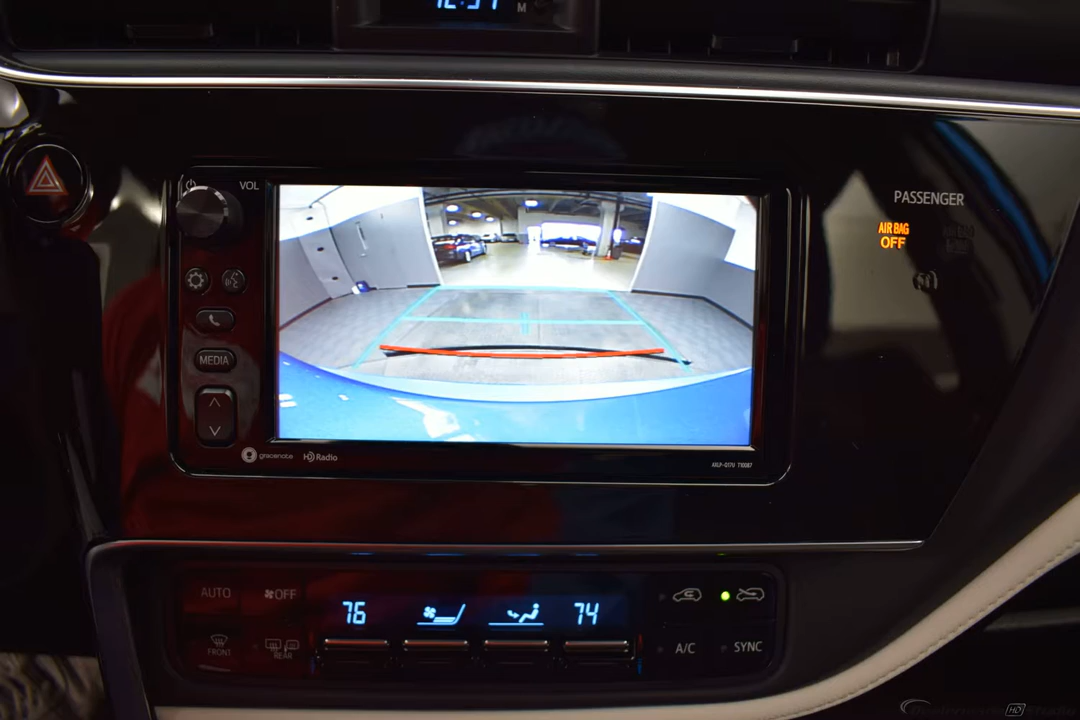 M
VOL
PASSENGER
AIR BAG
OFF
MEDIA
gracenote HD Radio
AUTO
OFF
76
74
FRONT
REAR
A/C
SYNC